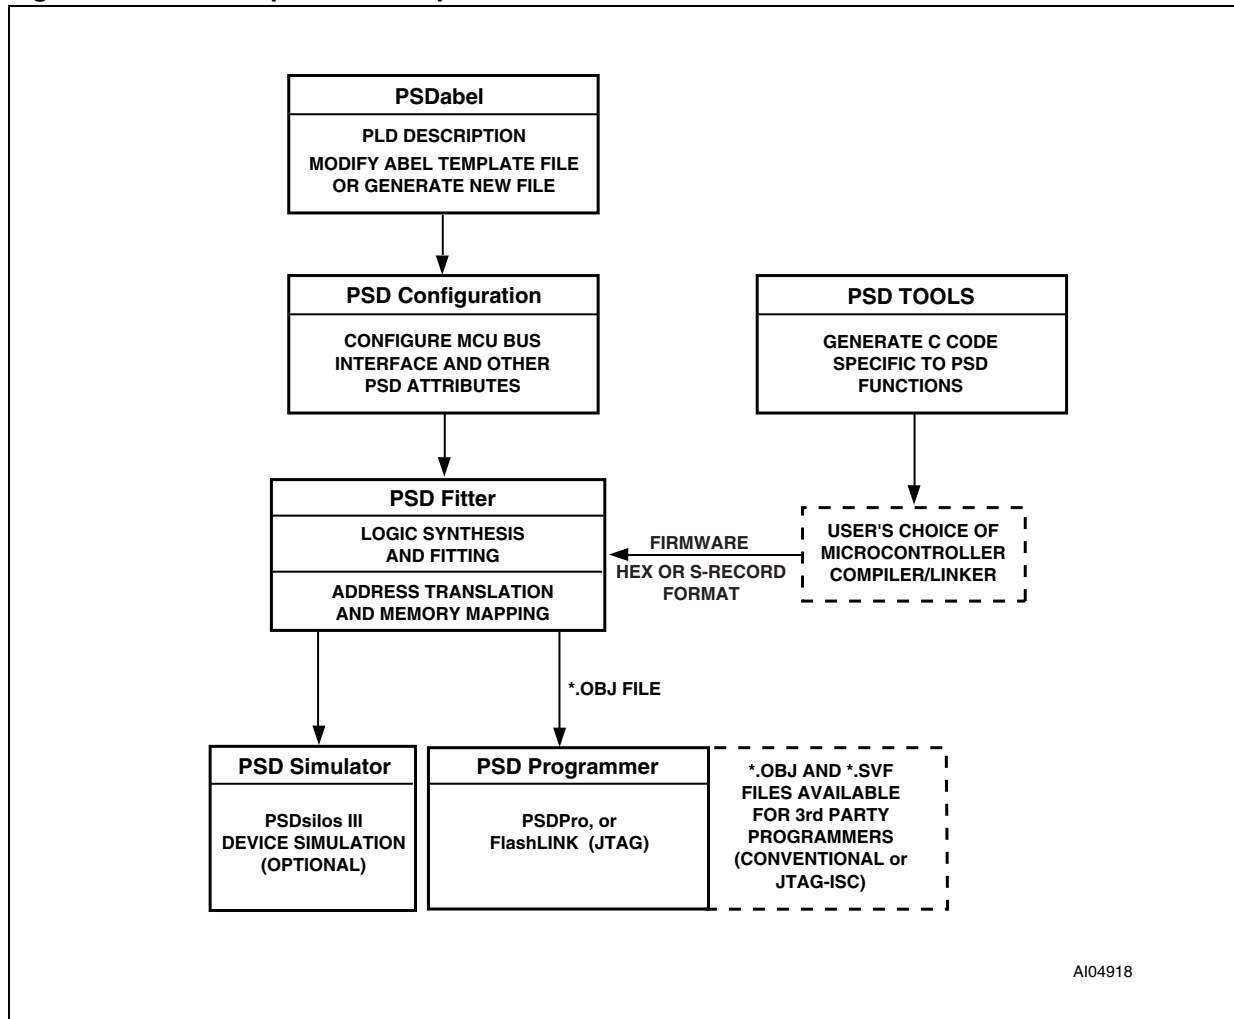 PSDabel
PLD DESCRIPTION
MODIFY ABEL TEMPLATE FILE
OR GENERATE NEW FILE
PSD Configuration
CONFIGURE MCU BUS
INTERFACE AND OTHER
PSD ATTRIBUTES
PSD TOOLS
GENERATE C CODE
SPECIFIC TO PSD
FUNCTIONS
PSD Fitter
LOGIC SYNTHESIS
AND FITTING
ADDRESS TRANSLATION
AND MEMORY MAPPING
FIRMWARE
HEX OR S-RECORD
FORMAT
USER'S CHOICE OF
MICROCONTROLLER
COMPILER/LINKER
*.OBJ FILE
PSD Simulator
PSDsilos III
DEVICE SIMULATION
(OPTIONAL)
PSD Programmer
PSDPro, or
FlashLINK (JTAG)
*.OBJ AND *.SVF
FILES AVAILABLE
FOR 3rd PARTY
PROGRAMMERS
(CONVENTIONAL or
JTAG-ISC)
AI04918